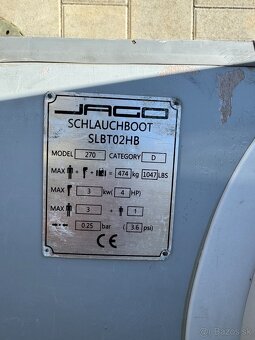 JAGO
SCHLAUCHBOOT
SLBT02HB
MODEL 270 CATEGORY D
MAX + + = 474 kg 1047 LBS
MAX 3 kw( 4 (HP)
MAX 3 + 1
0.25 bar ( 3.6 psi)
CE
bazos.sk